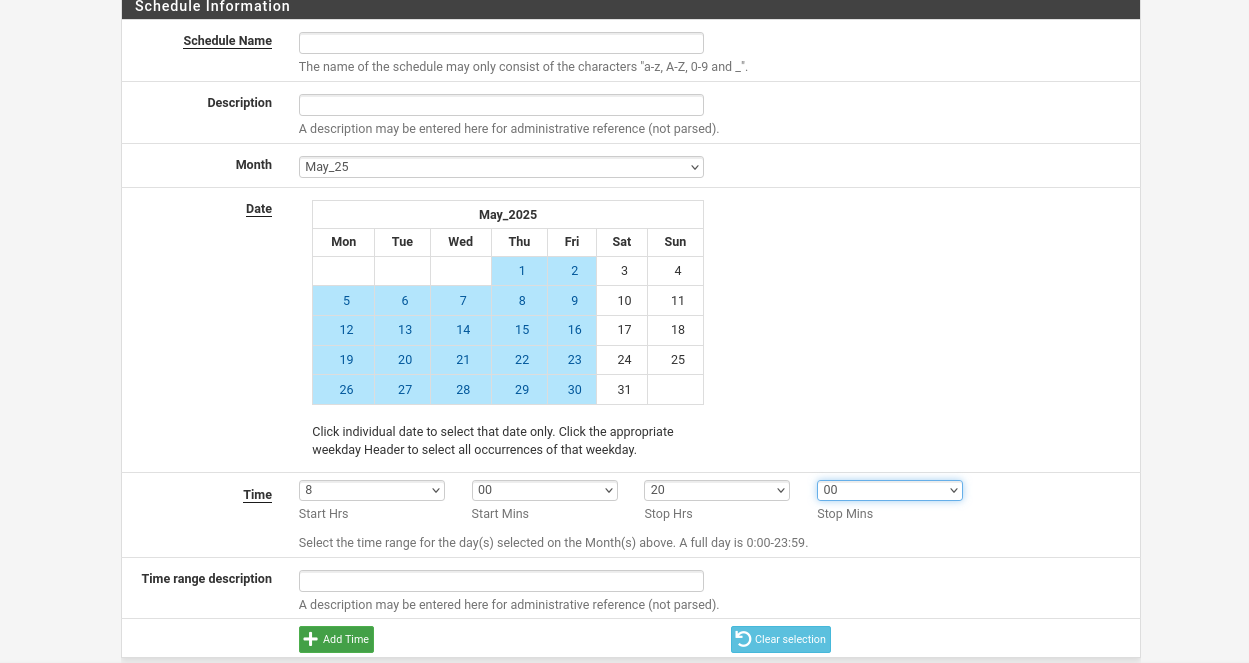 Schedule Information
Schedule Name
The name of the schedule may only consist of the characters "a-z, A-Z, 0-9 and _".
Description
A description may be entered here for administrative reference (not parsed).
Month May_25
Date May_2025
Mon Tue Wed Thu Fri Sat Sun
1 2 3 4
5 6 7 8 9 10 11
12 13 14 15 16 17 18
19 20 21 22 23 24 25
26 27 28 29 30 31
Click individual date to select that date only. Click the appropriate
weekday Header to select all occurrences of that weekday.
Time 8 00 20 00
Start Hrs Start Mins Stop Hrs Stop Mins
Select the time range for the day(s) selected on the Month(s) above. A full day is 0:00-23:59.
Time range description
A description may be entered here for administrative reference (not parsed).
Add Time Clear selection